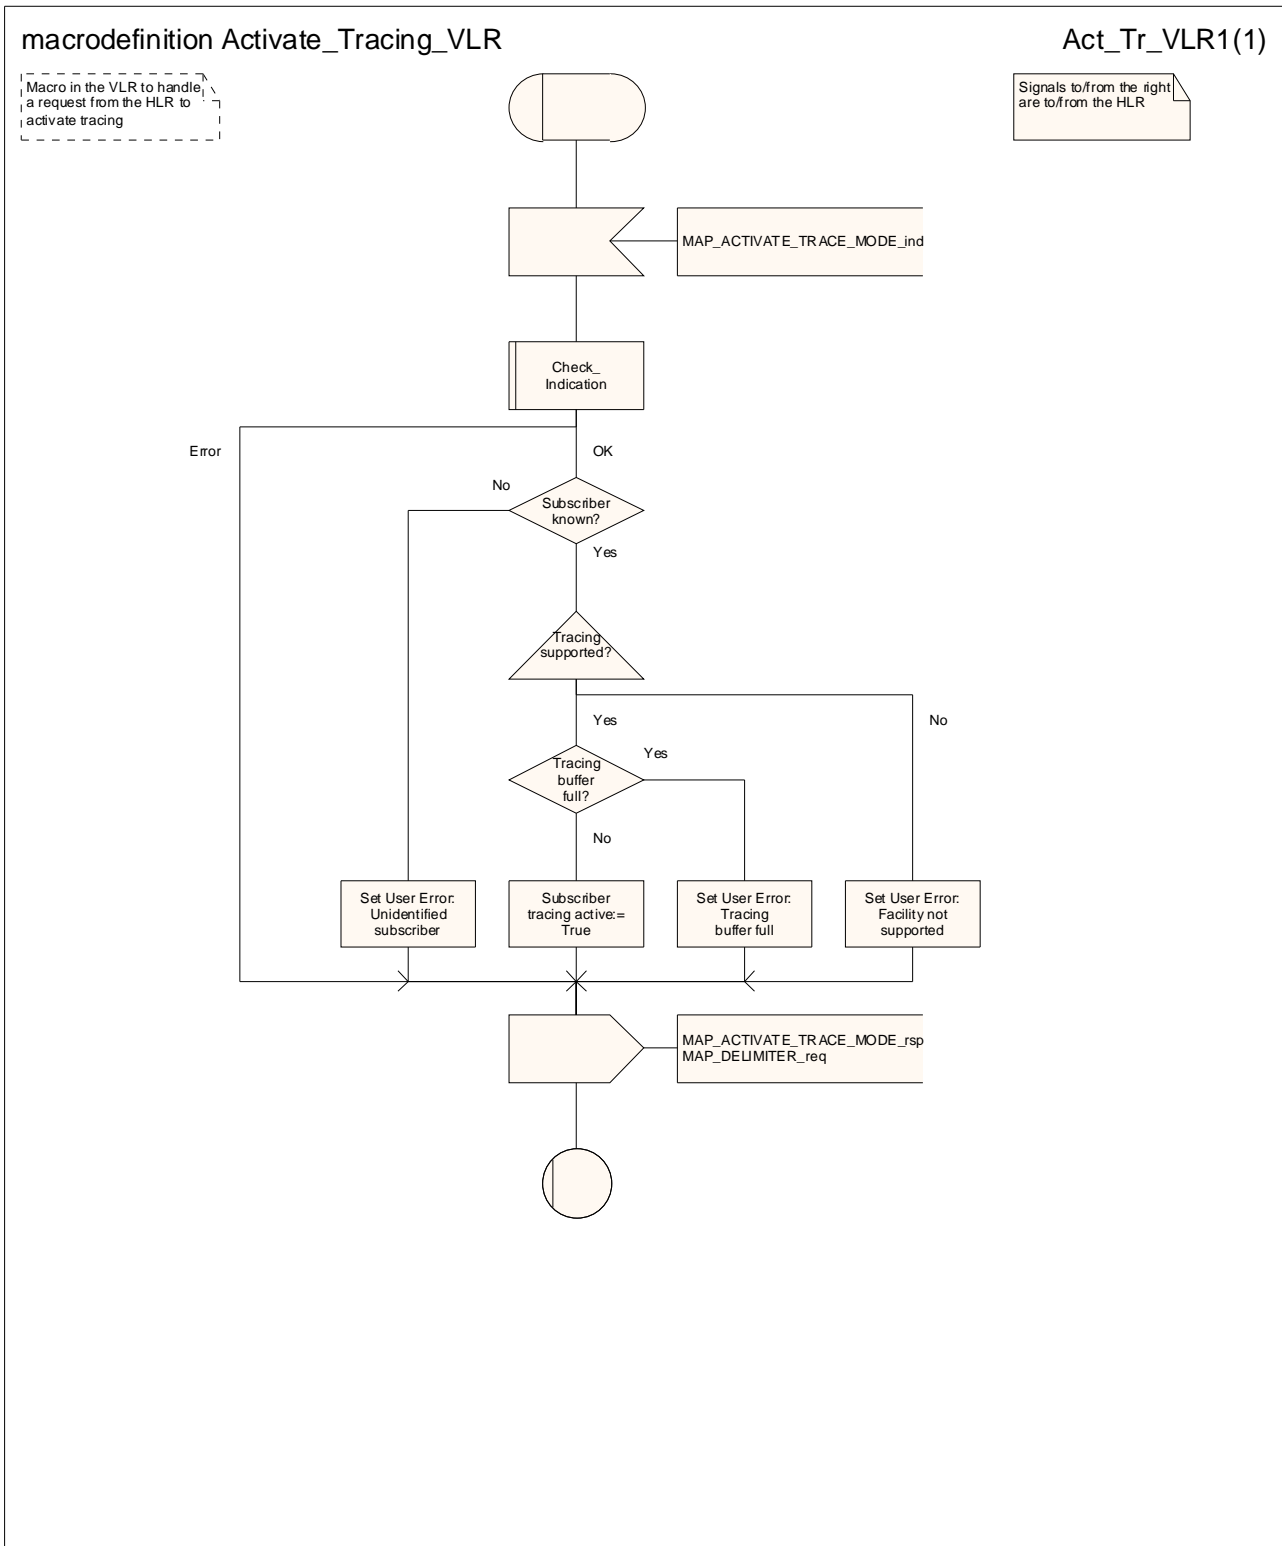 macrodefinition Activate_Tracing_VLR
Act_Tr_VLR1(1)
Macro in the VLR to handle
a request from the HLR to
activate tracing
Signals to/from the right
are to/from the HLR
MAP_ACTIVATE_TRACE_MODE_ind
Check_
Indication
Error
OK
No
Subscriber
known?
Yes
Tracing
supported?
Yes
No
Yes
Tracing
buffer
full?
No
Set User Error:
Unidentified
subscriber
Subscriber
tracing active:=
True
Set User Error:
Tracing
buffer full
Set User Error:
Facility not
supported
MAP_ACTIVATE_TRACE_MODE_rsp
MAP_DELIMITER_req